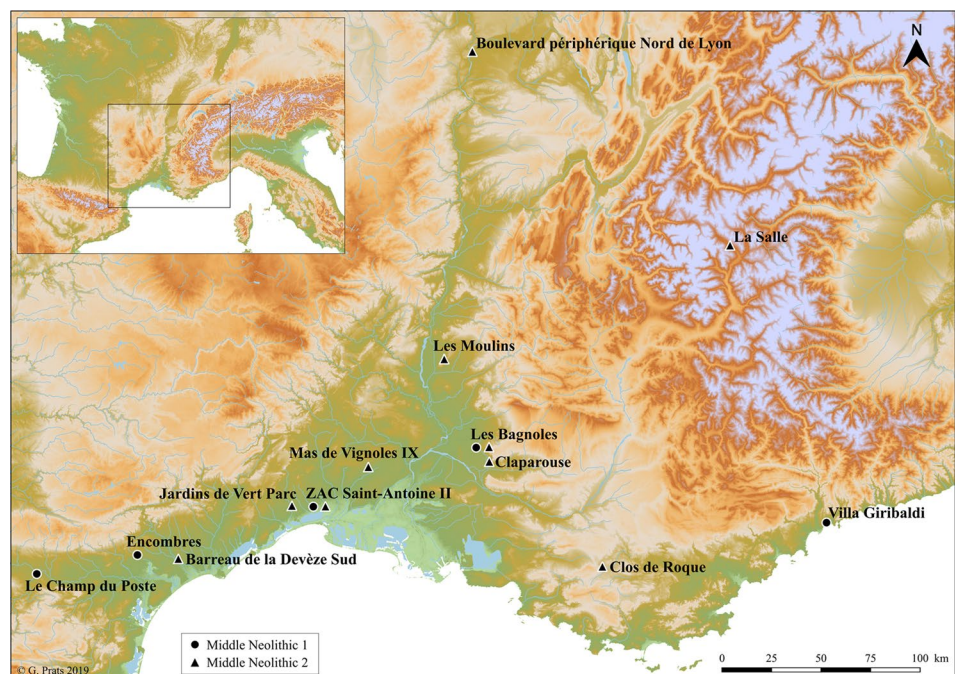 Boulevard périphérique Nord de Lyon
N
La Salle
Les Moulins
Les Bagnoles
Mas de Vignoles IX
Claparouse
Jardins de Vert Parc
ZAC Saint-Antoine II
Villa Giribaldi
Encombres
Barreau de la Devèze Sud
Clos de Roque
Le Champ du Poste
Middle Neolithic 1
Middle Neolithic 2
0 25 50 75 100 km
© G. Prats 2019